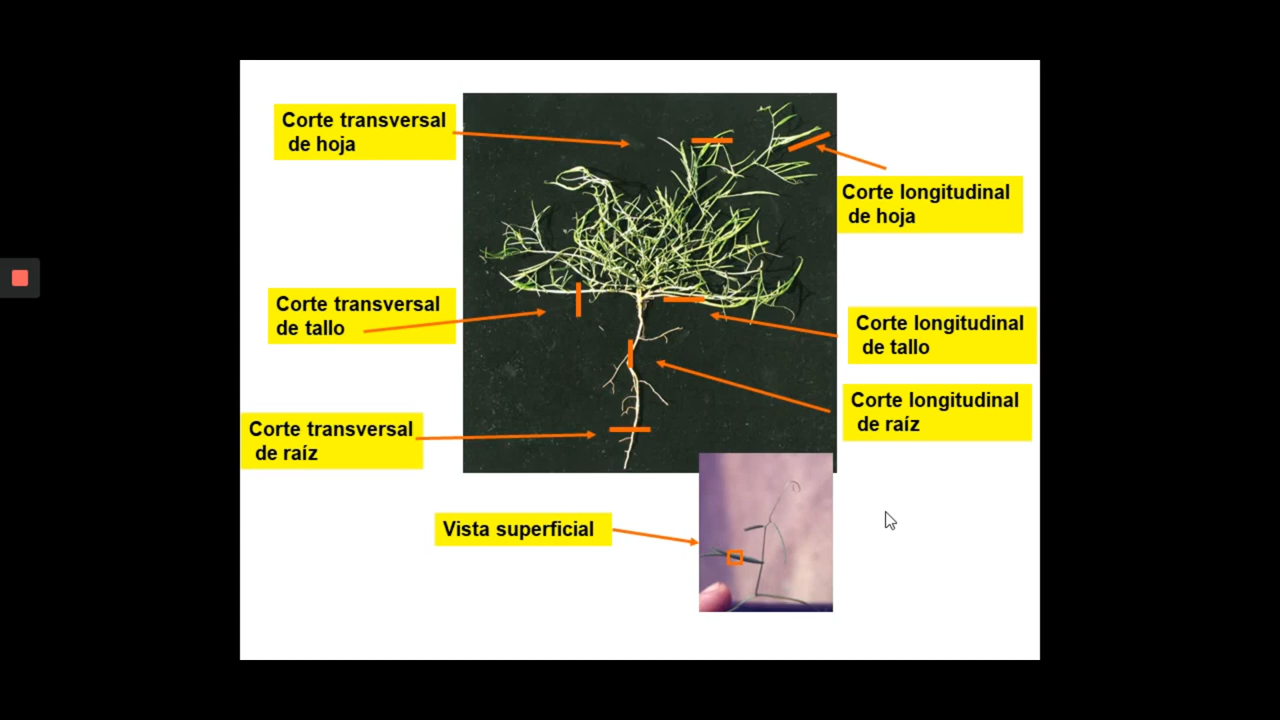 Corte transversal
de hoja
Corte longitudinal
de hoja
Corte transversal
de tallo
Corte longitudinal
de tallo
Corte longitudinal
de raíz
Corte transversal
de raíz
Vista superficial